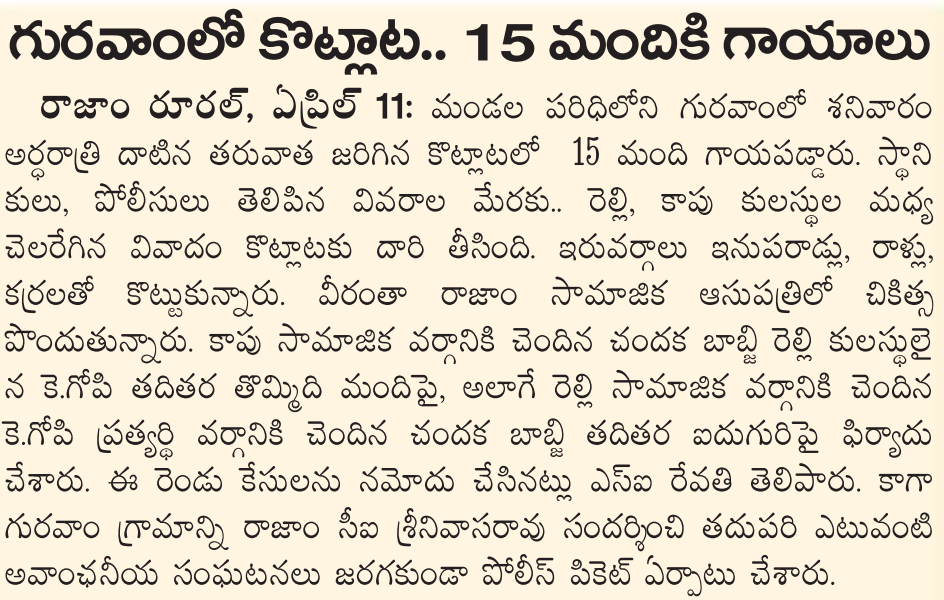 గురవాంలో కొట్లాట.. 15 మందికి గాయాలు
రాజాం రూరల్, ఏప్రిల్ 11: మండల పరిధిలోని గురవాంలో శనివారం
అర్ధరాత్రి దాటిన తరువాత జరిగిన కొట్లాటలో 15 మంది గాయపడ్డారు. స్థాని
కులు, పోలీసులు తెలిపిన వివరాల మేరకు.. రెల్లి, కాపు కులస్థుల మధ్య
చెలరేగిన వివాదం కొట్లాటకు దారి తీసింది. ఇరువర్గాలు ఇనుపరాడ్లు, రాళ్లు,
కర్రలతో కొట్టుకున్నారు. వీరంతా రాజాం సామాజిక ఆసుపత్రిలో చికిత్స
పొందుతున్నారు. కాపు సామాజిక వర్గానికి చెందిన చందక బాబ్జి రెల్లి కులస్థులై
న కె.గోపి తదితర తొమ్మిది మందిపై, అలాగే రెల్లి సామాజిక వర్గానికి చెందిన
కె.గోపి ప్రత్యర్థి వర్గానికి చెందిన చందక బాబ్జి తదితర ఐదుగురిపై ఫిర్యాదు
చేశారు. ఈ రెండు కేసులను నమోదు చేసినట్లు ఎస్ఐ రేవతి తెలిపారు. కాగా
గురవాం గ్రామాన్ని రాజాం సీఐ శ్రీనివాసరావు సందర్శించి తదుపరి ఎటువంటి
అవాంఛనీయ సంఘటనలు జరగకుండా పోలీస్ పికెట్ ఏర్పాటు చేశారు.